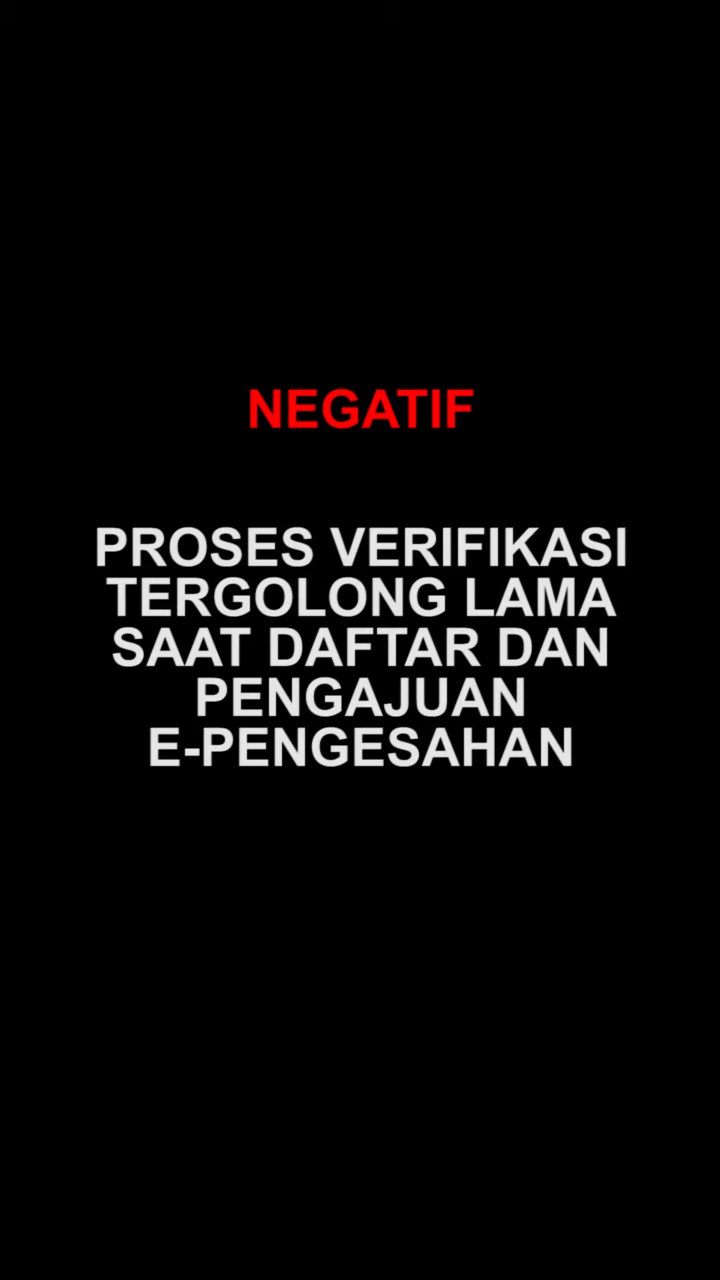 NEGATIF
PROSES VERIFIKASI
TERGOLONG LAMA
SAAT DAFTAR DAN
PENGAJUAN
E-PENGESAHAN